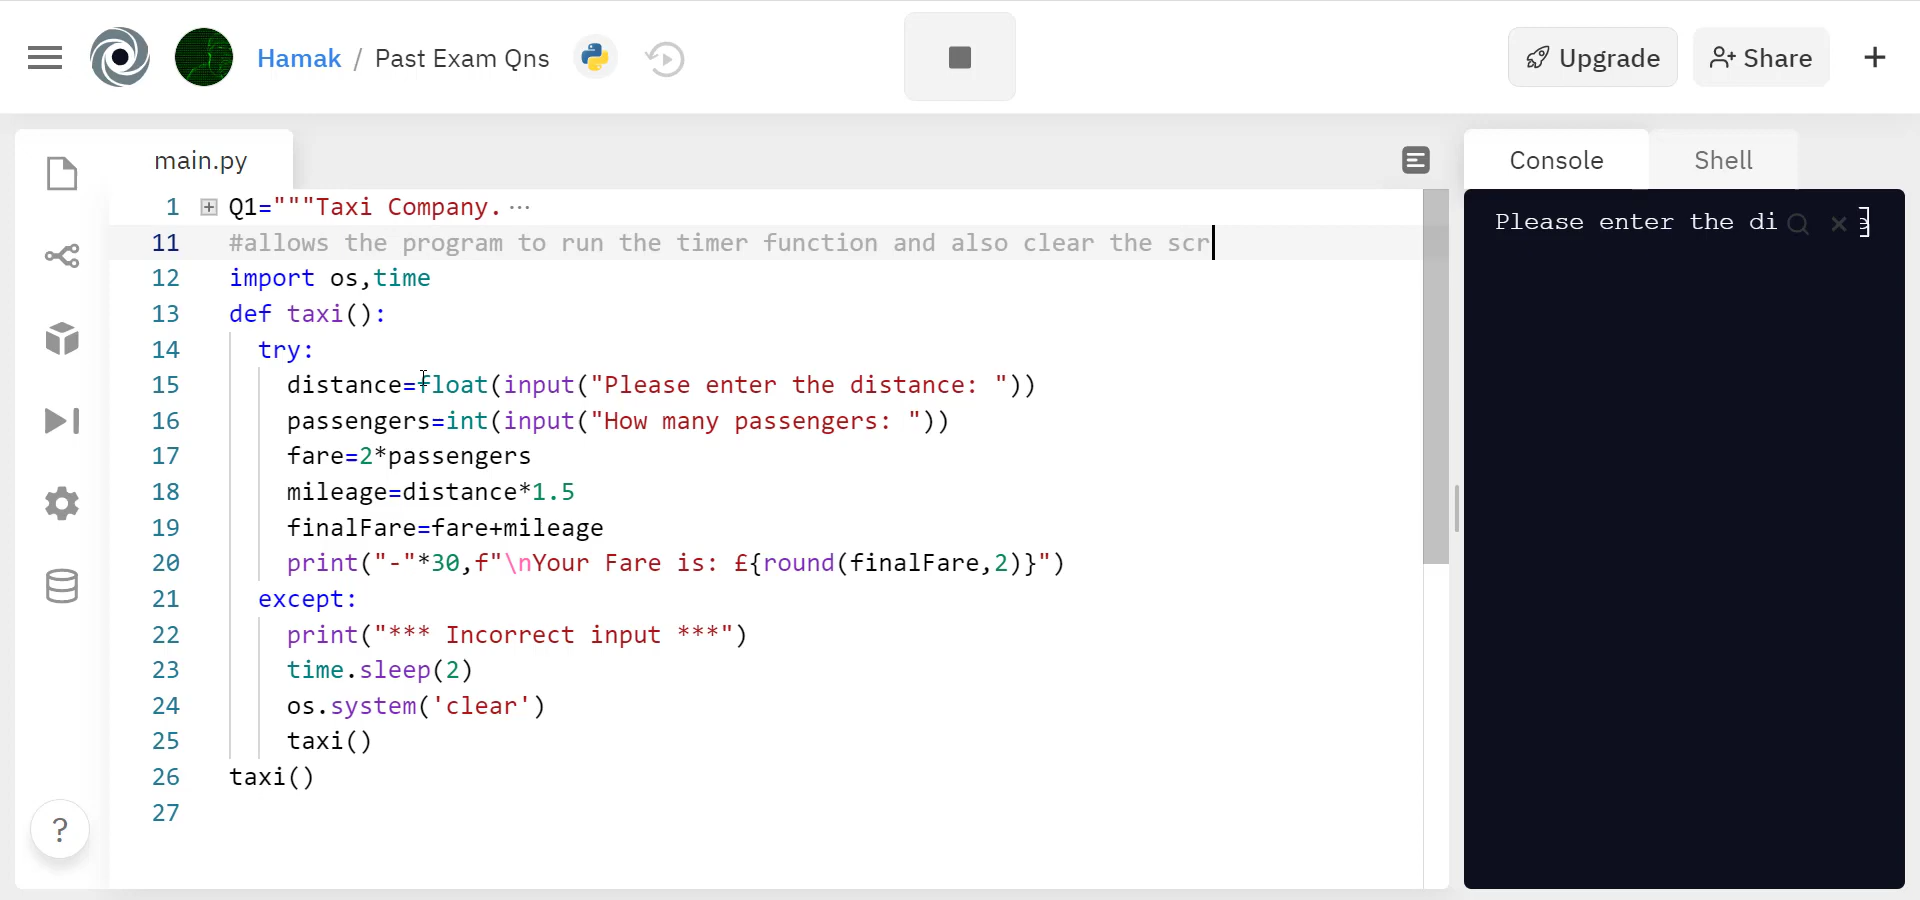 Hamak / Past Exam Qns
Upgrade
Share
main.py
Console
Shell
1 Q1="""Taxi Company. ···
11 #allows the program to run the timer function and also clear the scr
12 import os,time
13 def taxi():
14 try:
15 distance=float(input("Please enter the distance: "))
16 passengers=int(input("How many passengers: "))
17 fare=2*passengers
18 mileage=distance*1.5
19 finalFare=fare+mileage
20 print("-"*30,f"\nYour Fare is: £{round(finalFare,2)}")
21 except:
22 print("*** Incorrect input ***")
23 time.sleep(2)
24 os.system('clear')
25 taxi()
26 taxi()
27
?
Please enter the di